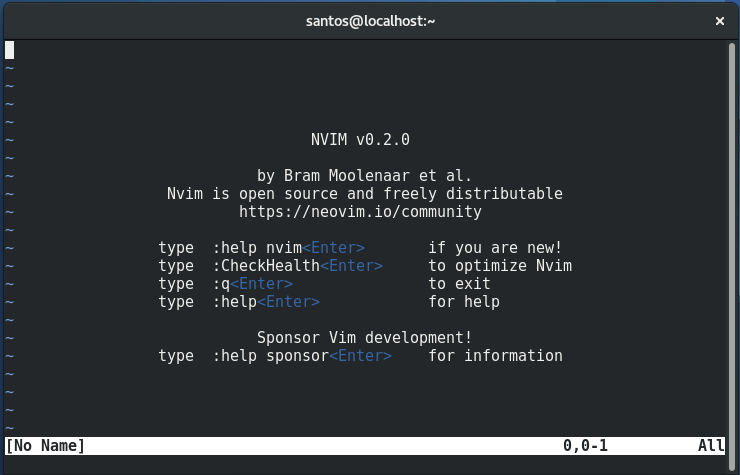 santos@localhost:~ ×
~
~
~
~
NVIM v0.2.0
~
~
by Bram Moolenaar et al.
~ Nvim is open source and freely distributable
~ https://neovim.io/community
~
~ type :help nvim<Enter> if you are new!
~ type :CheckHealth<Enter> to optimize Nvim
~ type :q<Enter> to exit
~ type :help<Enter> for help
~
~ Sponsor Vim development!
~ type :help sponsor<Enter> for information
~
~
~
~
[No Name] 0,0-1 All